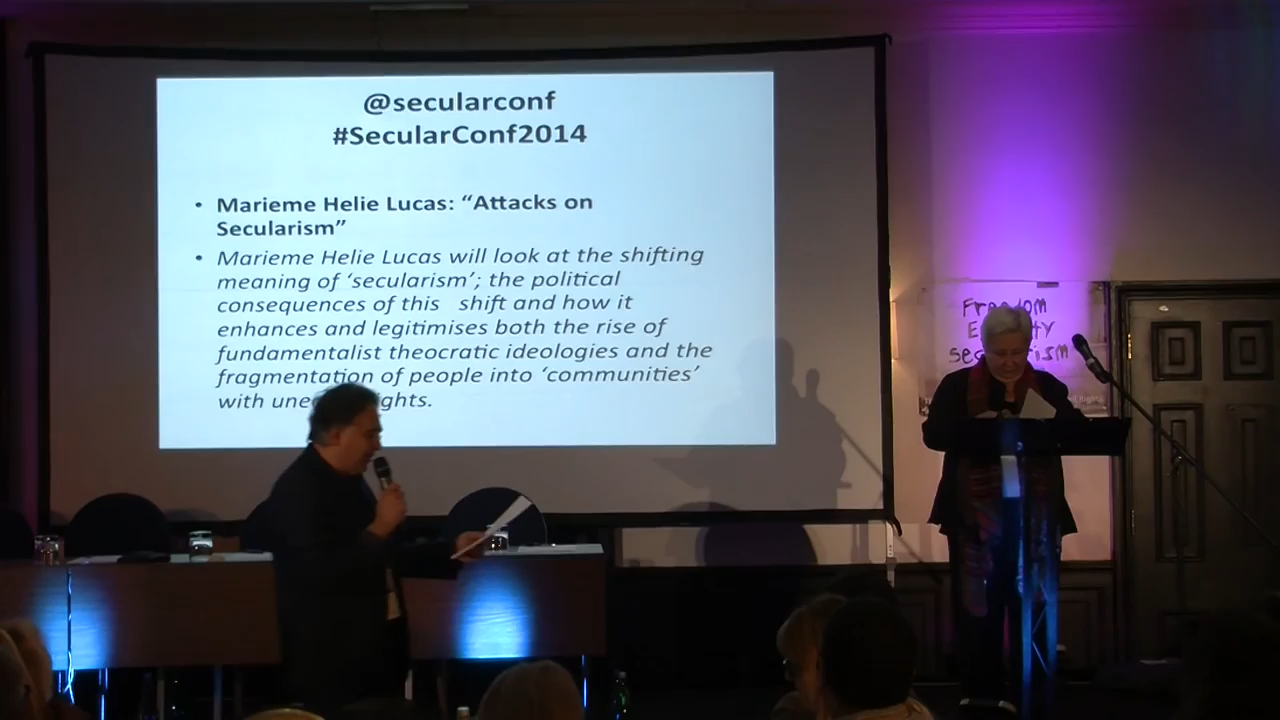 @secularconf
#SecularConf2014
• Marieme Helie Lucas: “Attacks on
Secularism”
• Marieme Helie Lucas will look at the shifting
meaning of ‘secularism’; the political
consequences of this shift and how it
enhances and legitimises both the rise of
fundamentalist theocratic ideologies and the
fragmentation of people into ‘communities’
with